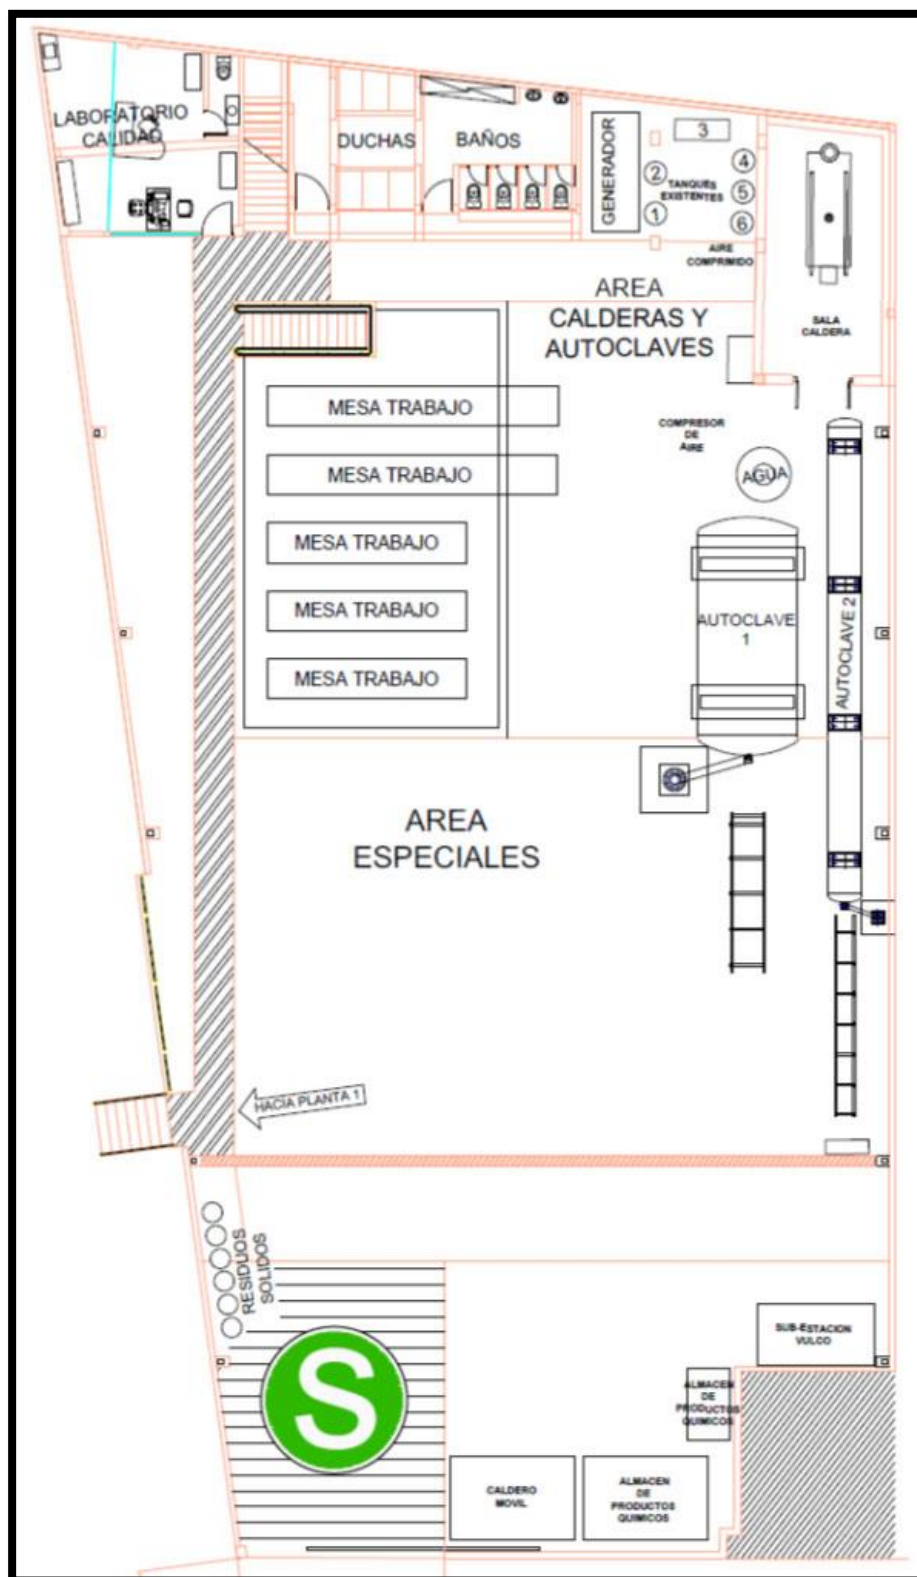 LABORATORIO
CALIDAD
DUCHAS
BAÑOS
GENERADOR
3
2
TANQUES
EXISTENTES
1
4
5
6
AIRE
COMPRIMIDO
AREA
CALDERAS Y
AUTOCLAVES
SALA
CALDERA
MESA TRABAJO
MESA TRABAJO
MESA TRABAJO
MESA TRABAJO
MESA TRABAJO
COMPRESOR
DE
AIRE
AGUA
AUTOCLAVE
1
AUTOCLAVE 2
AREA
ESPECIALES
HACIA PLANTA 1
RESIDUOS
SOLIDOS
S
SUB-ESTACION
VULCO
ALMACEN
DE
PRODUCTOS
QUIMICOS
CALDERO
MOVIL
ALMACEN
DE
PRODUCTOS
QUIMICOS